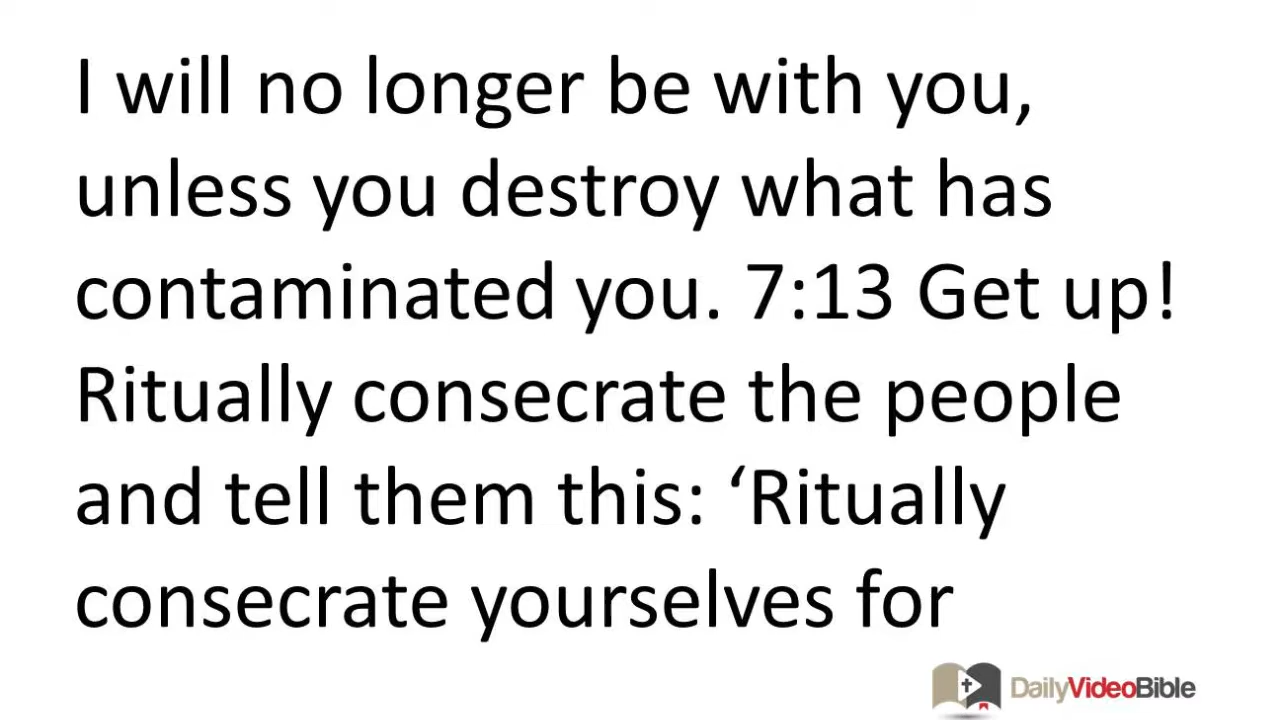 I will no longer be with you,
unless you destroy what has
contaminated you. 7:13 Get up!
Ritually consecrate the people
and tell them this: ‘Ritually
consecrate yourselves for
DailyVideoBible